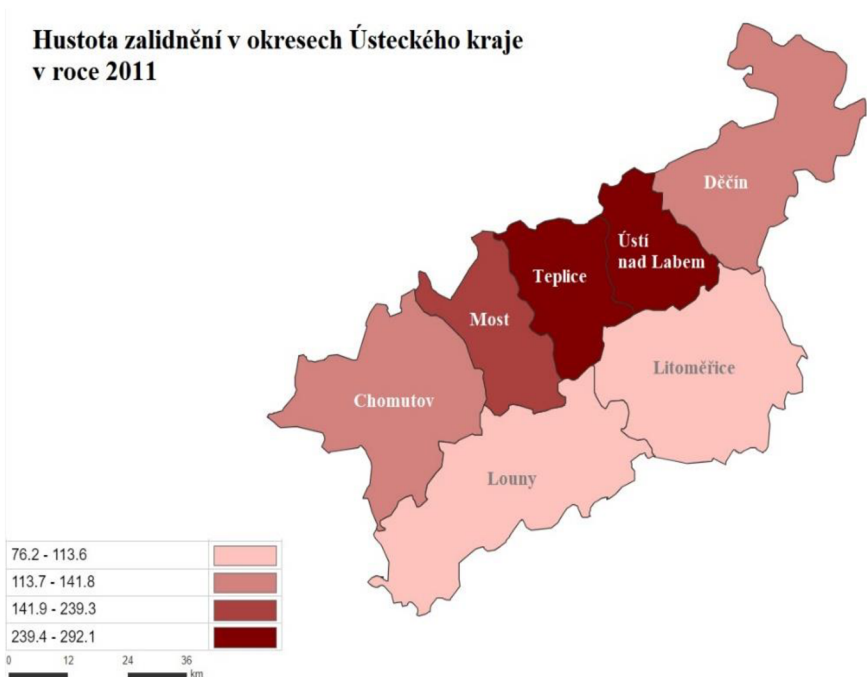 Hustota zalidnění v okresech Ústeckého kraje
v roce 2011
Děčín
Ústí
nad Labem
Teplice
Most
Litoměřice
Chomutov
Louny
76.2 - 113.6
113.7 - 141.8
141.9 - 239.3
239.4 - 292.1
0 12 24 36
km